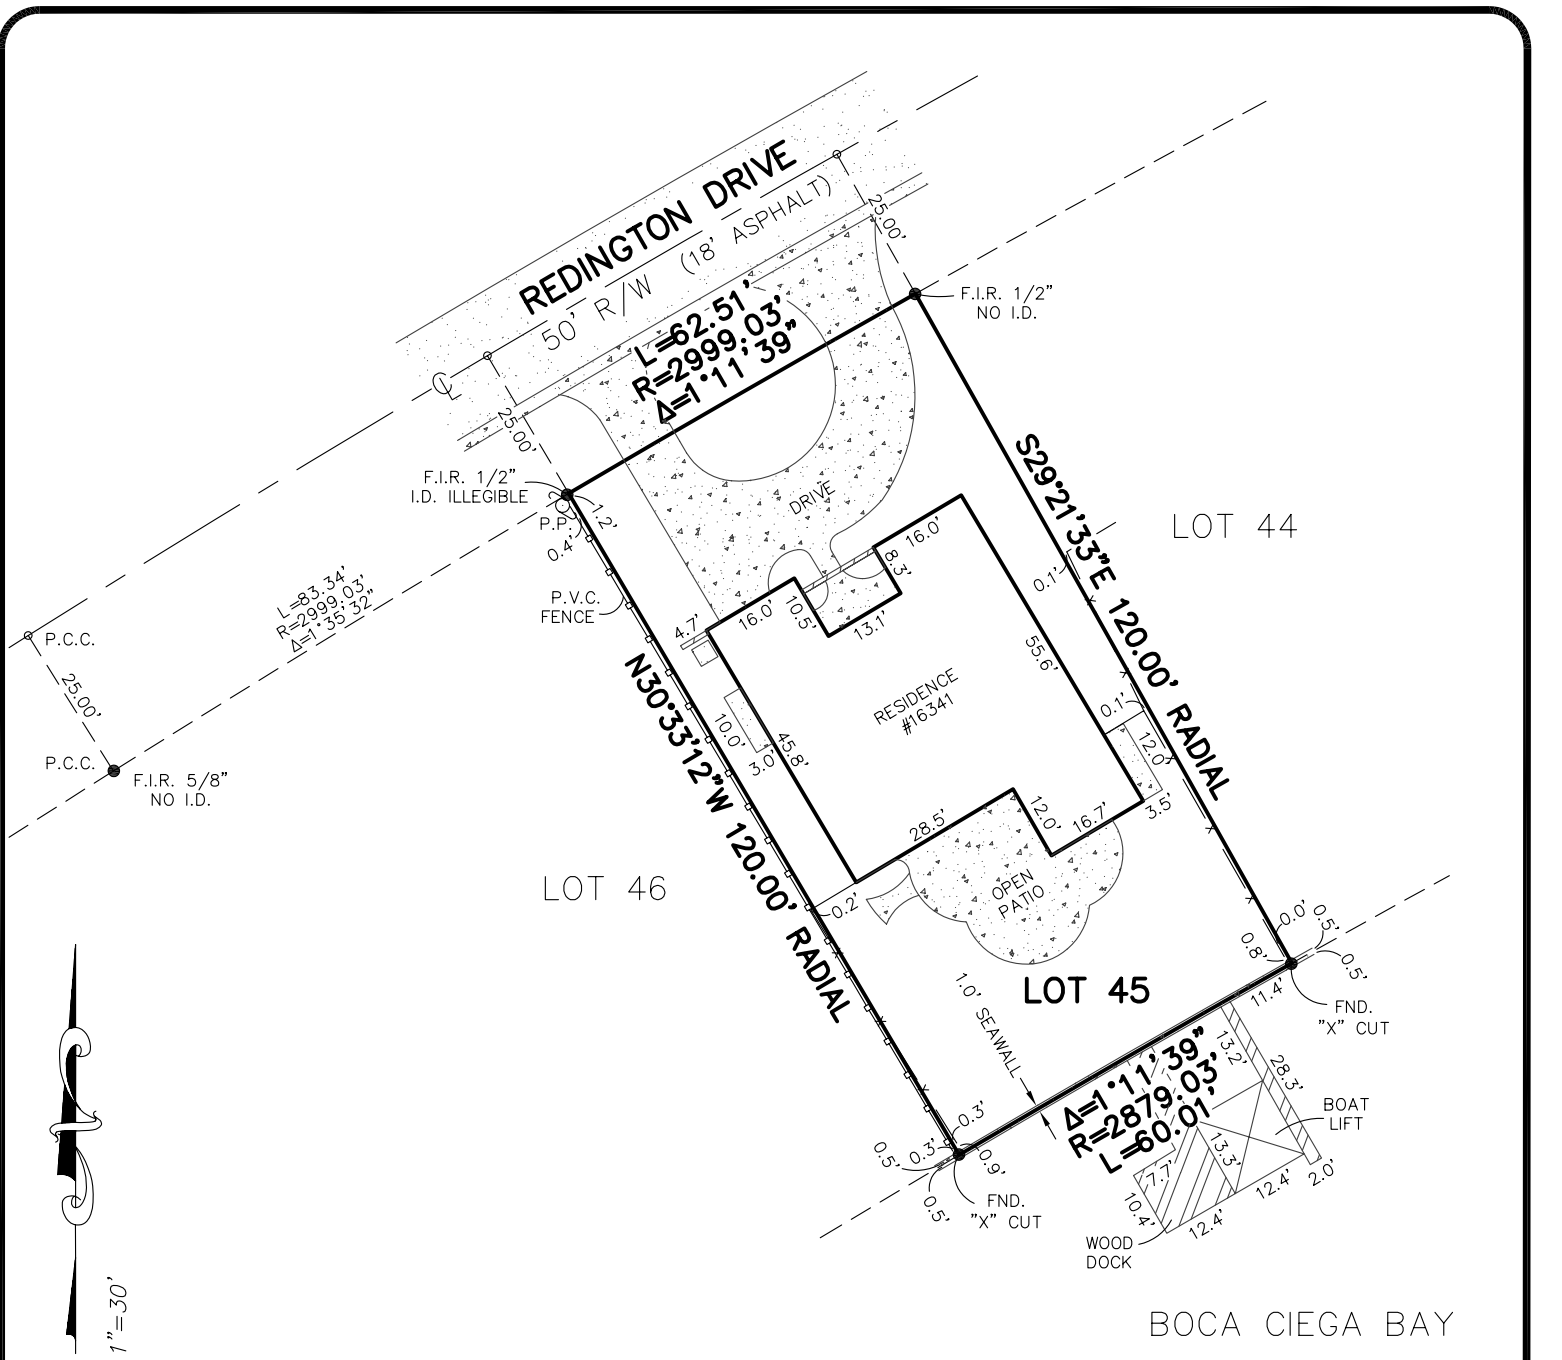 REDINGTON DRIVE
50' R/W (18' ASPHALT)
25.00'
L=62.51'
R=2999.03'
Δ=1°11'39"
F.I.R. 1/2"
NO I.D.
CL
25.00'
F.I.R. 1/2"
I.D. ILLEGIBLE
P.P.
1.2'
0.4'
DRIVE
S29°21'33"E 120.00' RADIAL
LOT 44
0.1'
L=83.34'
R=2999.03'
Δ=1°35'32"
P.V.C.
FENCE
16.0'
8.3'
16.0'
10.5'
13.1'
4.7'
P.C.C.
25.00'
P.C.C.
F.I.R. 5/8"
NO I.D.
N30°33'12"W 120.00' RADIAL
55.6'
RESIDENCE
#16341
0.1'
12.0'
3.5'
10.0'
3.0'
45.8'
28.5'
12.0'
16.7'
LOT 46
0.2'
OPEN
PATIO
0.0'
0.5'
0.8'
0.5'
1.0' SEAWALL
LOT 45
11.4'
FND.
"X" CUT
Δ=1°11'39"
R=2879.03'
L=60.01'
13.2'
28.3'
BOAT
LIFT
0.3'
0.3'
0.5'
0.9'
0.5'
FND.
"X" CUT
7.7'
13.3'
10.4'
12.4'
12.4'
2.0'
WOOD
DOCK
1"=30'
BOCA CIEGA BAY